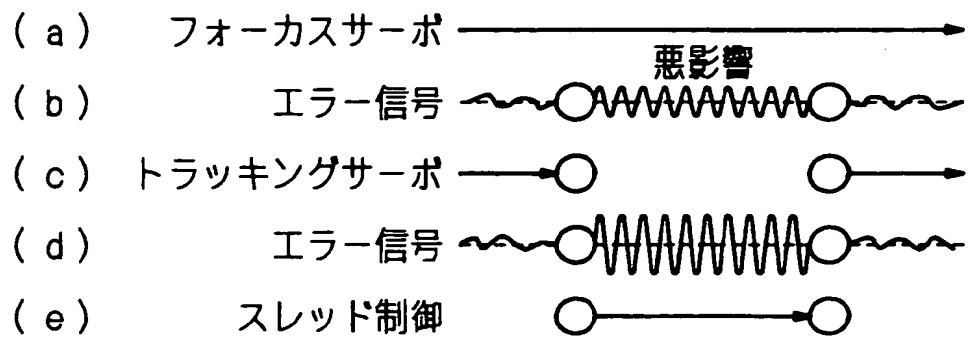 (a) フォーカスサーボ
悪影響
(b) エラー信号
(c) トラッキングサーボ
(d) エラー信号
(e) スレッド制御